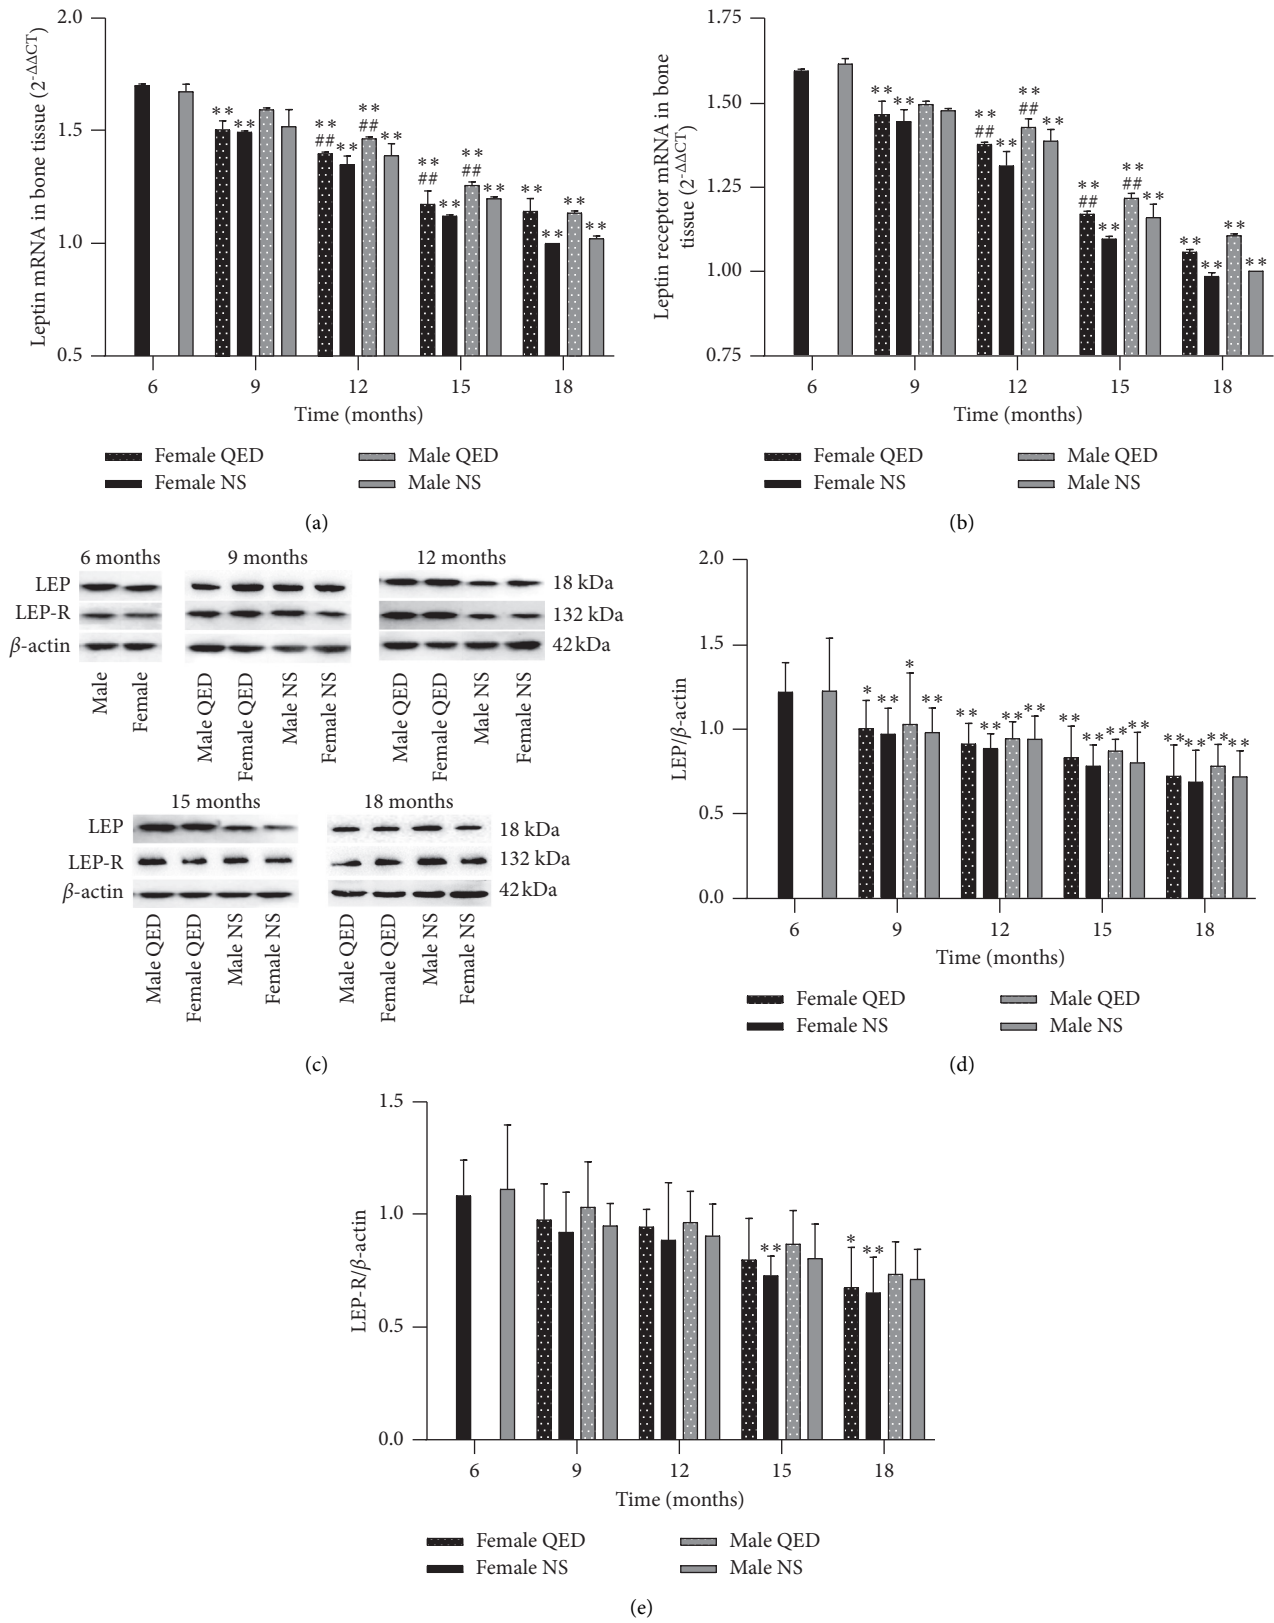 Leptin mRNA in bone tissue (2-ΔΔCT)
2.0
1.5
1.0
0.5
** ** ** ## ** ** ## ** ** ## ** ** ## ** ** ** ** **
6 9 12 15 18
Time (months)
Female QED
Female NS
Male QED
Male NS
(a)
Leptin receptor mRNA in bone
tissue (2-ΔΔCT)
1.75
1.50
1.25
1.00
0.75
** ** ** ## ** ** ## ** ** ## ** ** ## ** ** ** ** **
6 9 12 15 18
Time (months)
Female QED
Female NS
Male QED
Male NS
(b)
6 months 9 months 12 months
LEP 18 kDa
LEP-R 132 kDa
β-actin 42 kDa
Male Female Male QED Female QED Male NS Female NS Male QED Female QED Male NS Female NS
15 months 18 months
LEP 18 kDa
LEP-R 132 kDa
β-actin 42 kDa
Male QED Female QED Male NS Female NS Male QED Female QED Male NS Female NS
(c)
LEP/β-actin
2.0
1.5
1.0
0.5
0.0
* ** * ** ** ** ** ** ** ** ** ** ** ** ** **
6 9 12 15 18
Time (months)
Female QED
Female NS
Male QED
Male NS
(d)
LEP-R/β-actin
1.5
1.0
0.5
0.0
** * **
6 9 12 15 18
Time (months)
Female QED
Female NS
Male QED
Male NS
(e)